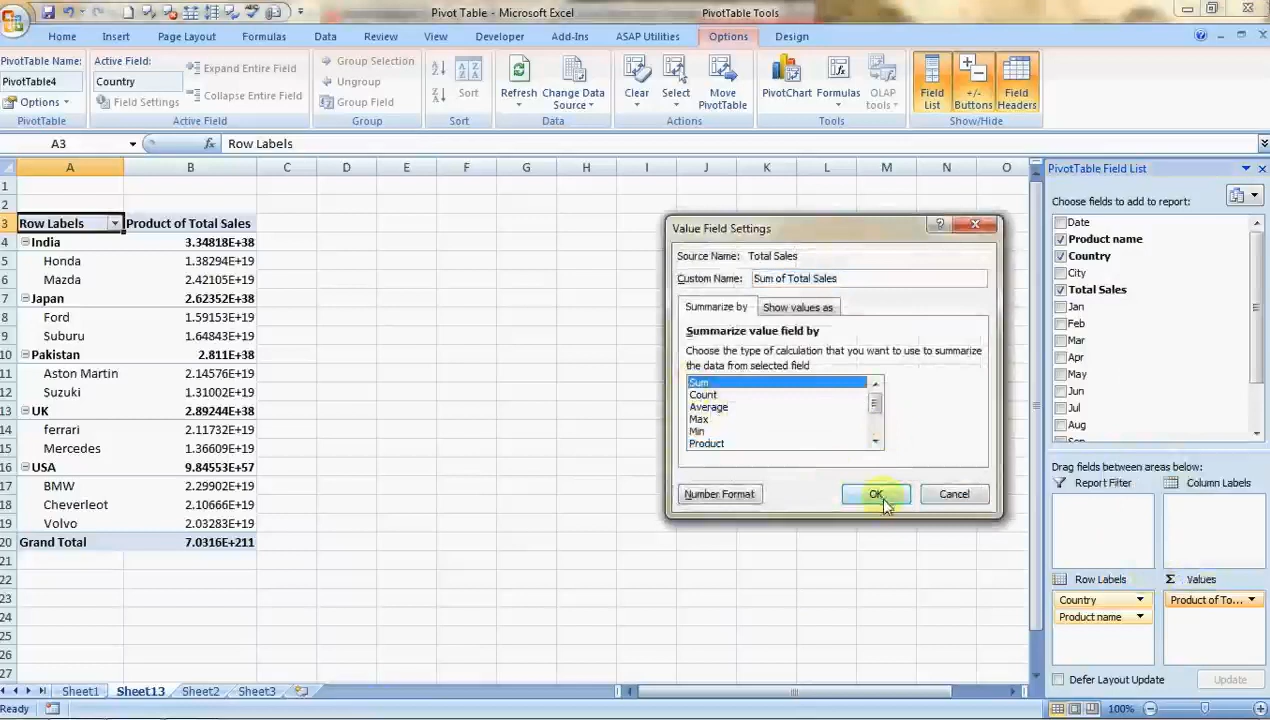 Pivot Table - Microsoft Excel
PivotTable Tools
Home Insert Page Layout Formulas Data Review View Developer Add-Ins ASAP Utilities Options Design
PivotTable Name:
PivotTable4
Options
PivotTable
Active Field:
Country
Field Settings
Expand Entire Field
Collapse Entire Field
Active Field
Group Selection
Ungroup
Group Field
Group
Sort
Sort
Refresh
Change Data Source
Data
Clear
Select
Move PivotTable
Actions
PivotChart
Formulas
OLAP tools
Tools
Field List
+/- Buttons
Field Headers
Show/Hide
A3
fx
Row Labels
A B C D E F G H I J K L M N O
1
2
3 Row Labels Product of Total Sales
4 India 3.34818E+38
5 Honda 1.38294E+19
6 Mazda 2.42105E+19
7 Japan 2.62352E+38
8 Ford 1.59153E+19
9 Suburu 1.64843E+19
10 Pakistan 2.811E+38
11 Aston Martin 2.14576E+19
12 Suzuki 1.31002E+19
13 UK 2.89244E+38
14 ferrari 2.11732E+19
15 Mercedes 1.36609E+19
16 USA 9.84553E+57
17 BMW 2.29902E+19
18 Cheverleot 2.10666E+19
19 Volvo 2.03283E+19
20 Grand Total 7.0316E+211
21
22
23
24
25
26
27
Value Field Settings
Source Name: Total Sales
Custom Name: Sum of Total Sales
Summarize by Show values as
Summarize value field by
Choose the type of calculation that you want to use to summarize
the data from selected field
Sum
Count
Average
Max
Min
Product
Number Format OK Cancel
PivotTable Field List
Choose fields to add to report:
Date
Product name
Country
City
Total Sales
Jan
Feb
Mar
Apr
May
Jun
Jul
Aug
Sep
Drag fields between areas below:
Report Filter Column Labels
Row Labels Σ Values
Country Product of To...
Product name
Defer Layout Update Update
Sheet1 Sheet13 Sheet2 Sheet3
Ready 100%